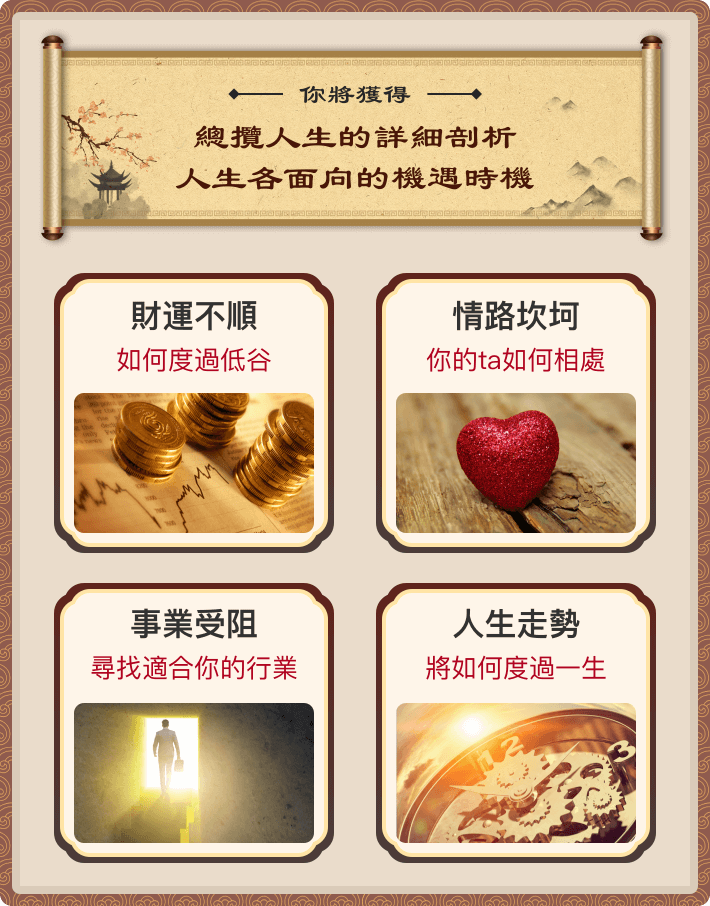 你將獲得
總攬人生的詳細剖析
人生各面向的機遇時機
財運不順
如何度過低谷
情路坎坷
你的ta如何相處
事業受阻
尋找適合你的行業
人生走勢
將如何度過一生
12
3